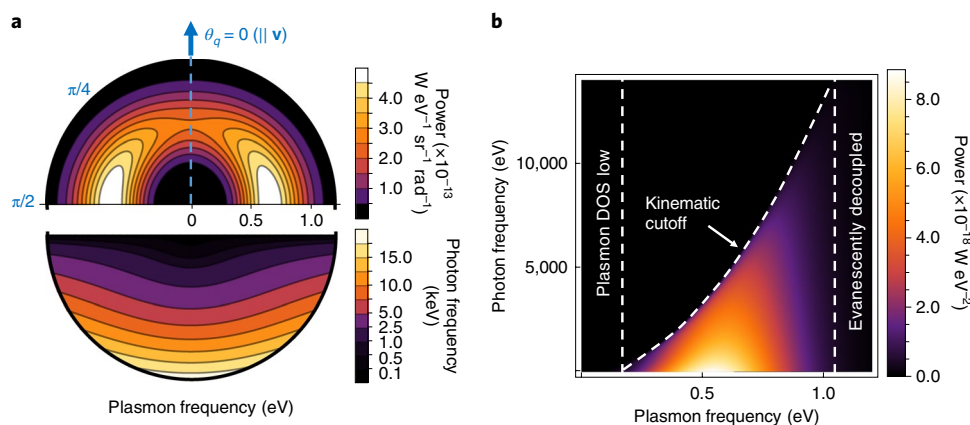 a
θq = 0 (|| v)
π/4
π/2
0
0.5
1.0
4.0
3.0
2.0
1.0
Power (×10⁻¹³
W eV⁻¹ sr⁻¹ rad⁻¹)
15.0
10.0
5.0
2.5
1.0
0.5
0.1
Photon frequency
(keV)
Plasmon frequency (eV)
b
Photon frequency (eV)
10,000
5,000
Plasmon DOS low
Kinematic
cutoff
Evanescently decoupled
0.5
1.0
Plasmon frequency (eV)
8.0
6.0
4.0
2.0
0.0
Power (×10⁻¹⁸ W eV⁻²)